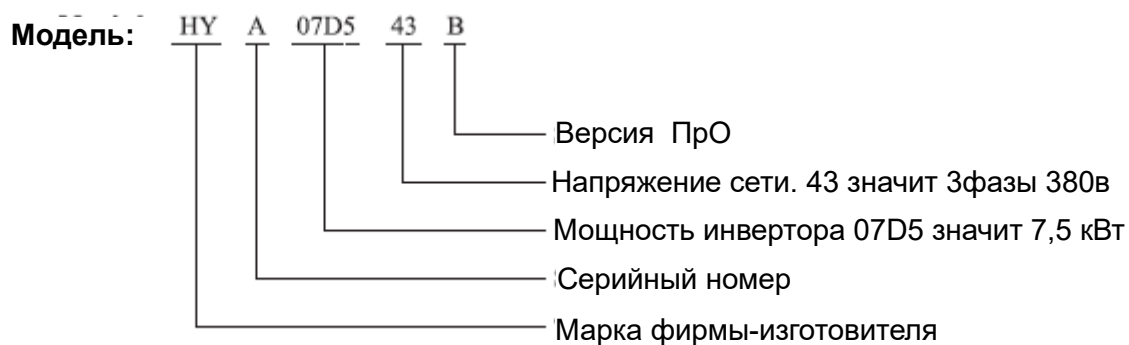 Модель: HY A 07D5 43 B
Версия ПрО
Напряжение сети. 43 значит 3фазы 380в
Мощность инвертора 07D5 значит 7,5 кВт
Серийный номер
Марка фирмы-изготовителя